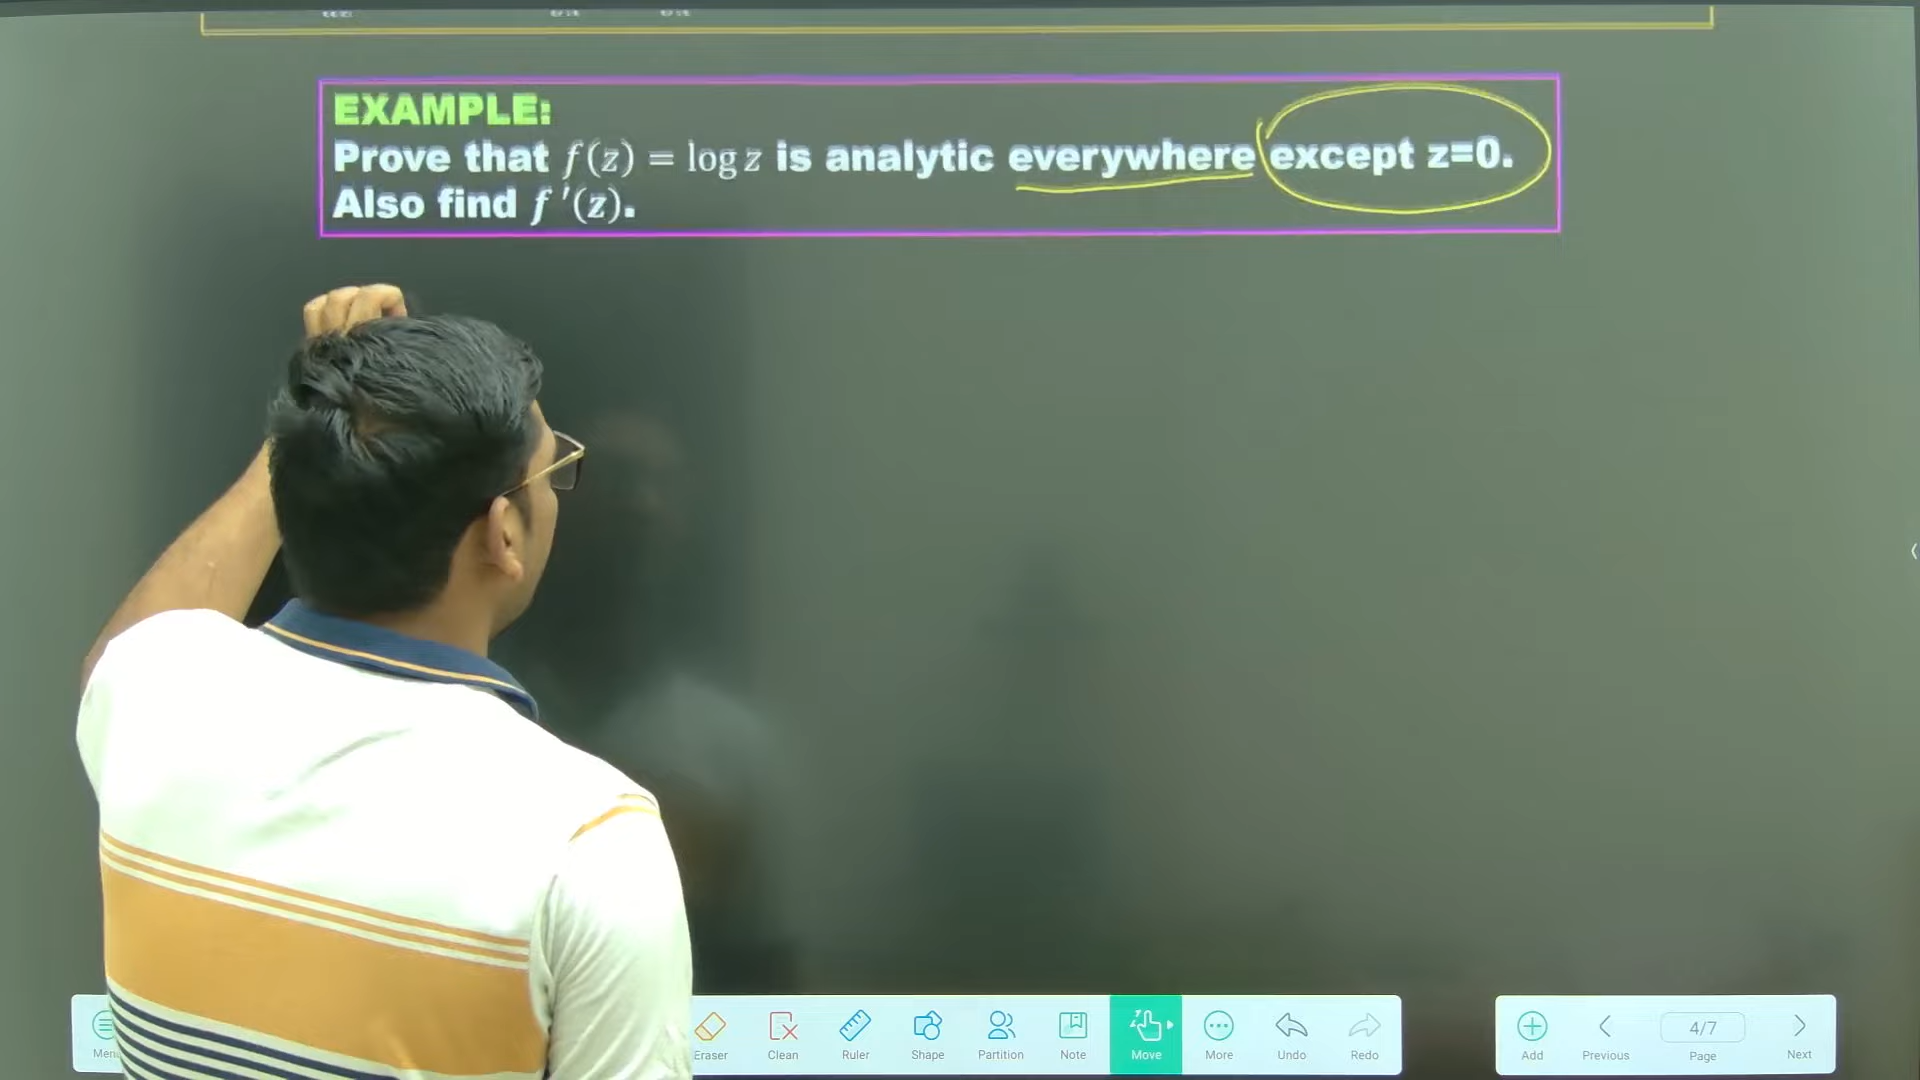 EXAMPLE:
Prove that f(z) = log z is analytic everywhere except z=0.
Also find f '(z).
Eraser
Clean
Ruler
Shape
Partition
Note
Move
More
Undo
Redo
Add
Previous
4/7
Page
Next